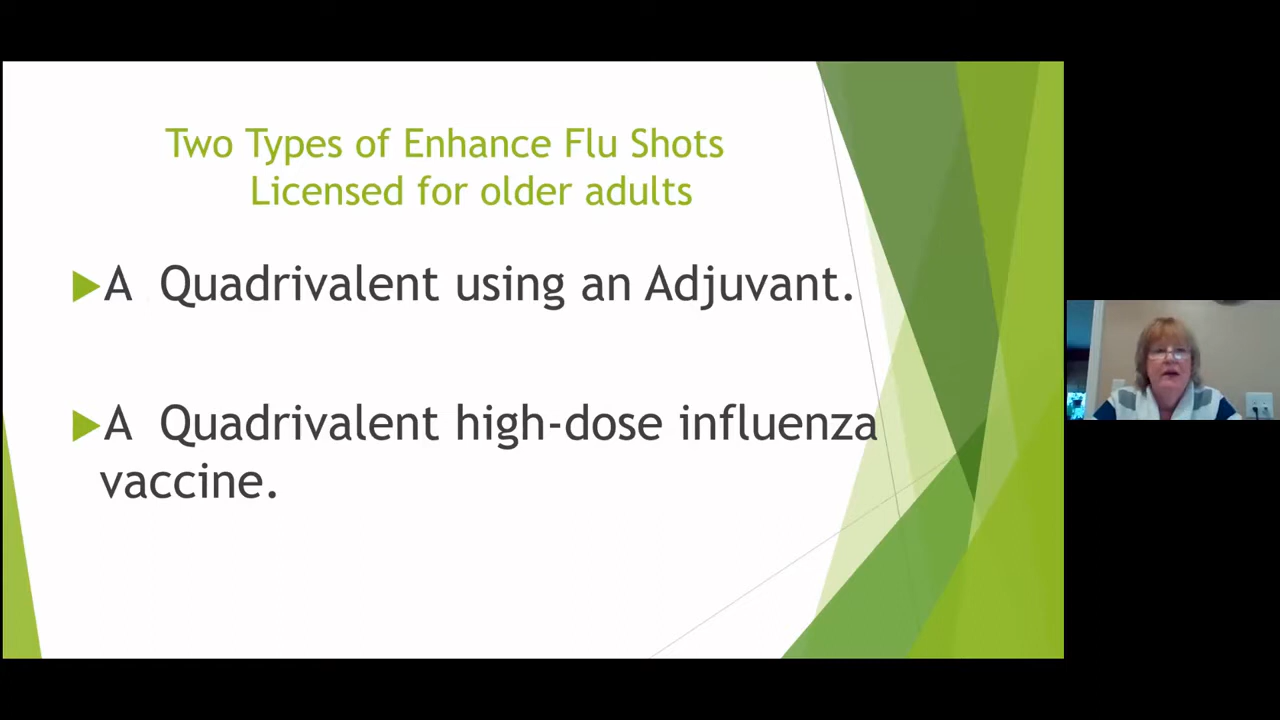 Two Types of Enhance Flu Shots
Licensed for older adults
A Quadrivalent using an Adjuvant.
A Quadrivalent high-dose influenza
vaccine.